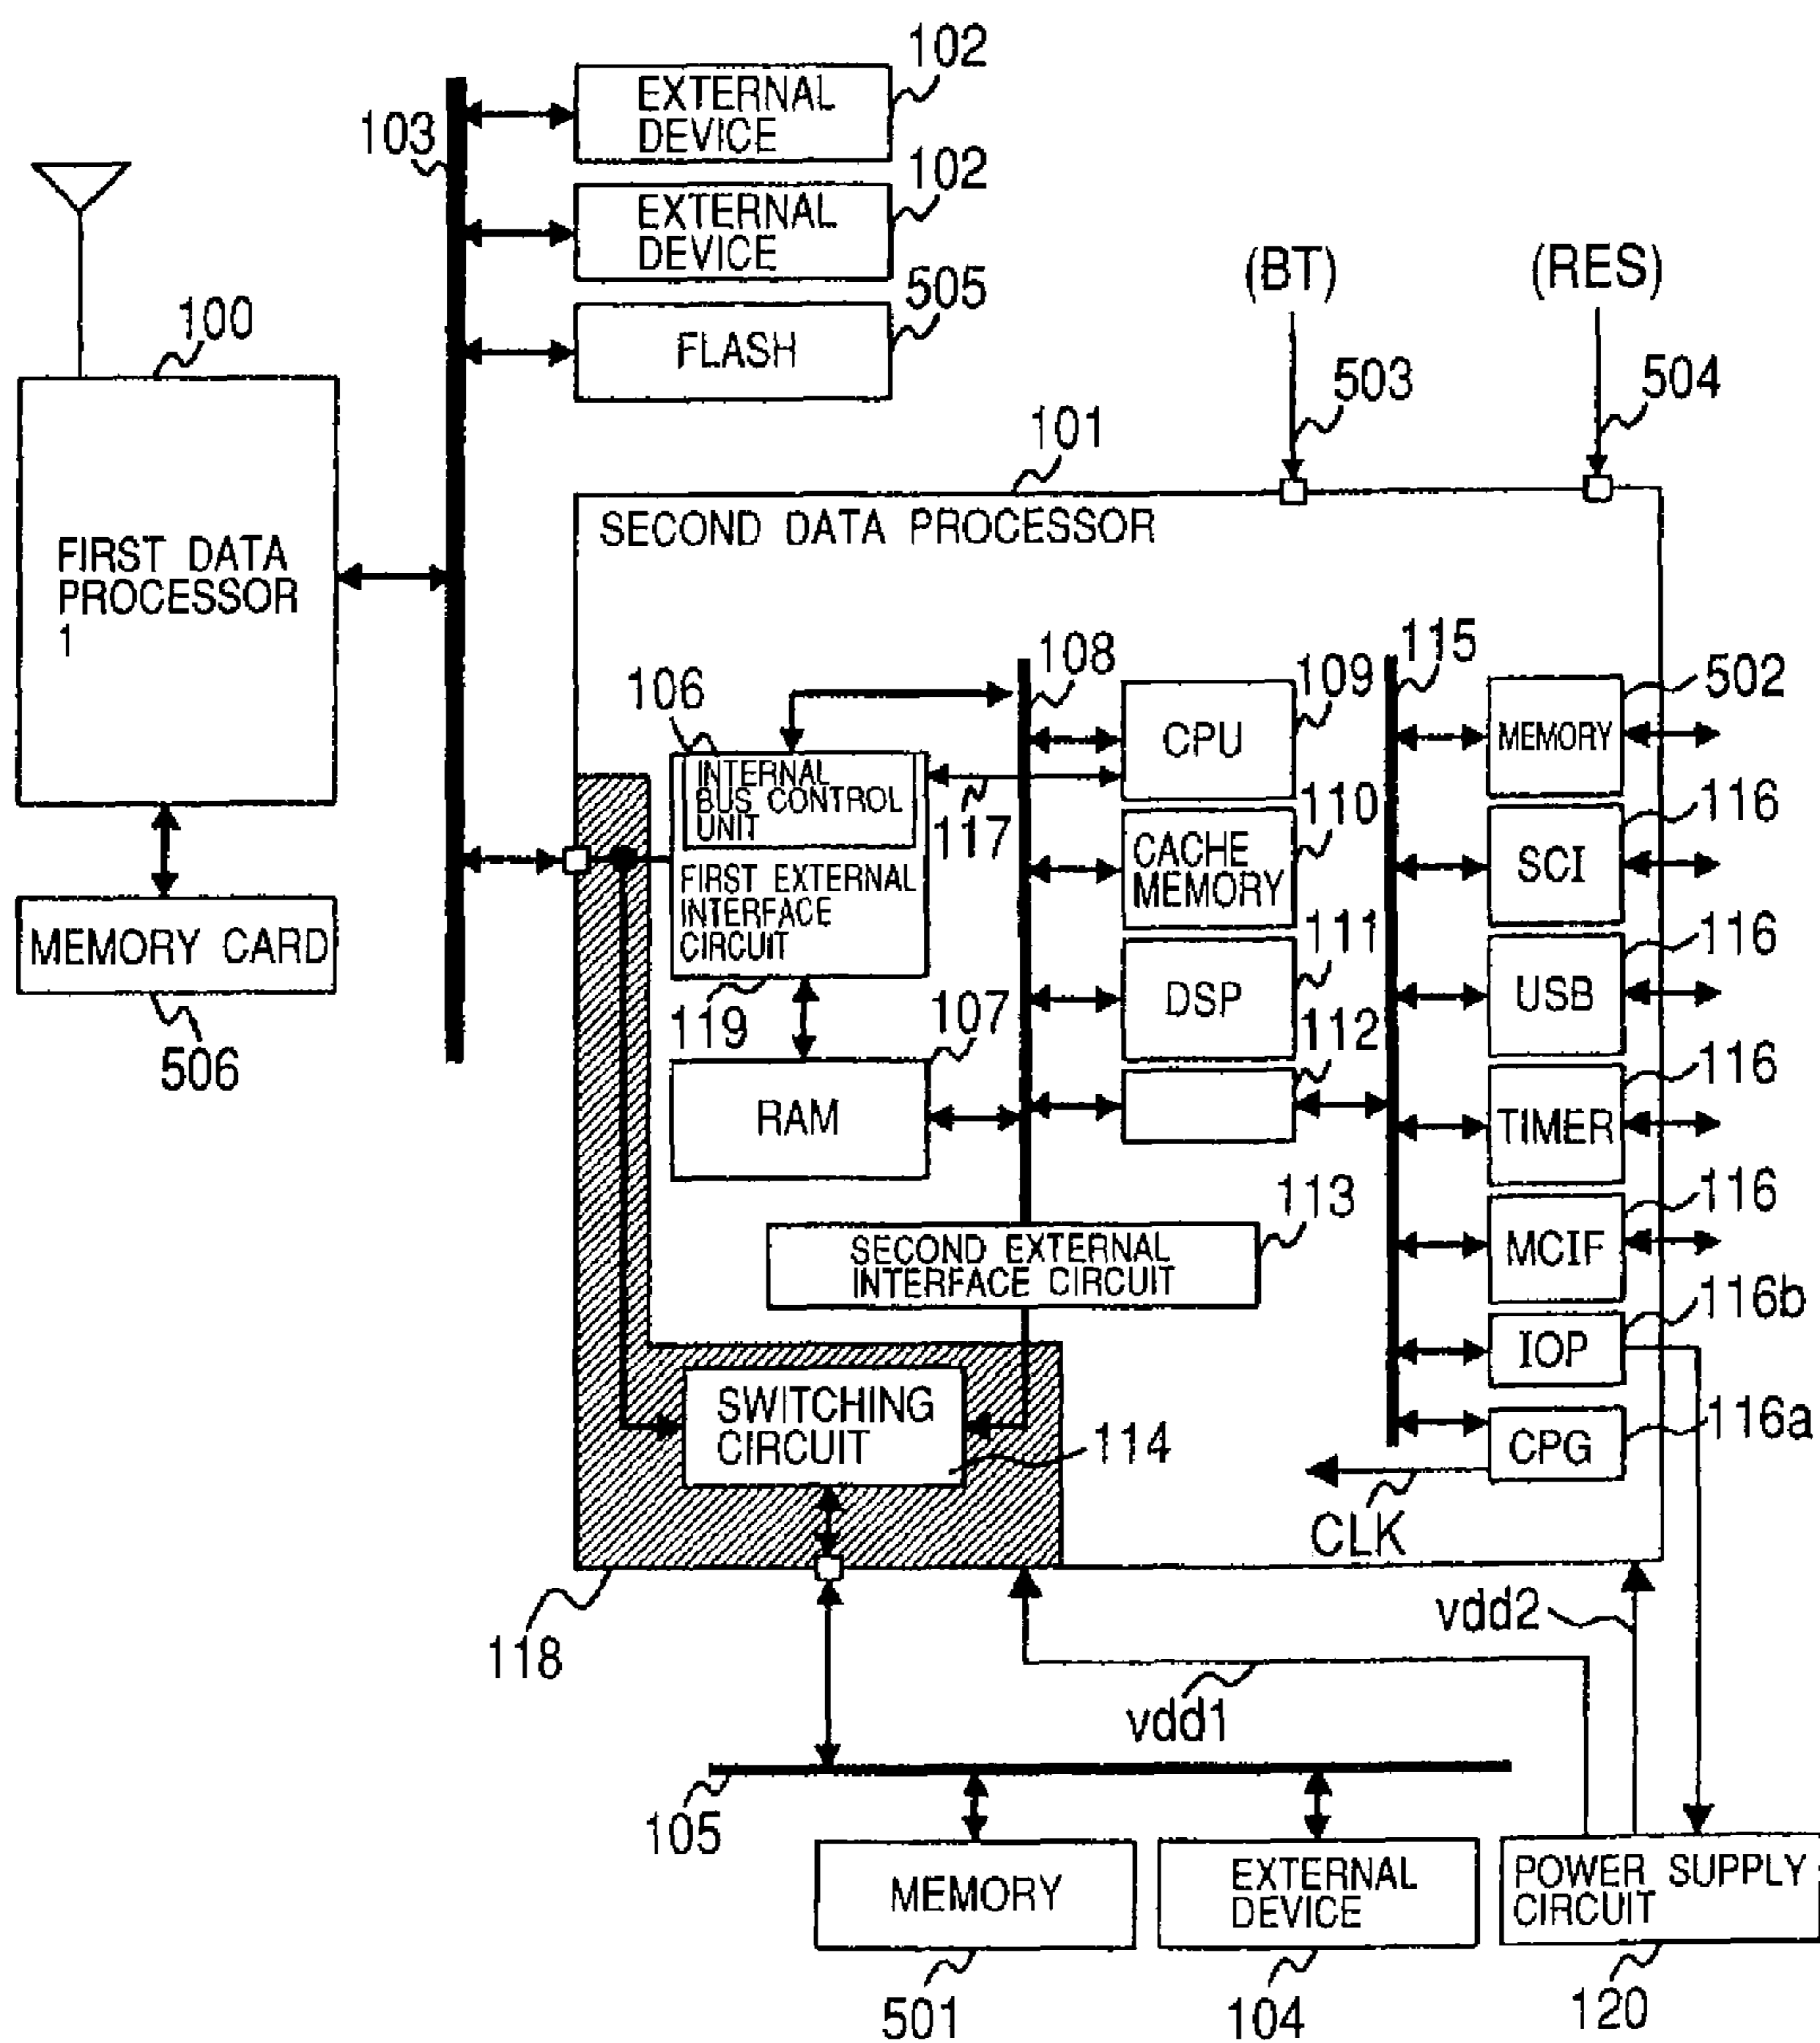 102
EXTERNAL
DEVICE
103
102
EXTERNAL
DEVICE
(BT)
(RES)
505
FLASH
100
503
504
101
FIRST DATA
PROCESSOR
1
SECOND DATA PROCESSOR
106
108
109
115
502
INTERNAL
BUS CONTROL
UNIT
CPU
MEMORY
117
110
116
FIRST EXTERNAL
INTERFACE
CIRCUIT
CACHE
MEMORY
SCI
MEMORY CARD
506
119
107
111
DSP
116
USB
112
116
RAM
TIMER
113
116
SECOND EXTERNAL
INTERFACE CIRCUIT
MCIF
116b
IOP
SWITCHING
CIRCUIT
114
116a
CPG
CLK
118
vdd2
vdd1
105
MEMORY
EXTERNAL
DEVICE
POWER SUPPLY
CIRCUIT
501
104
120